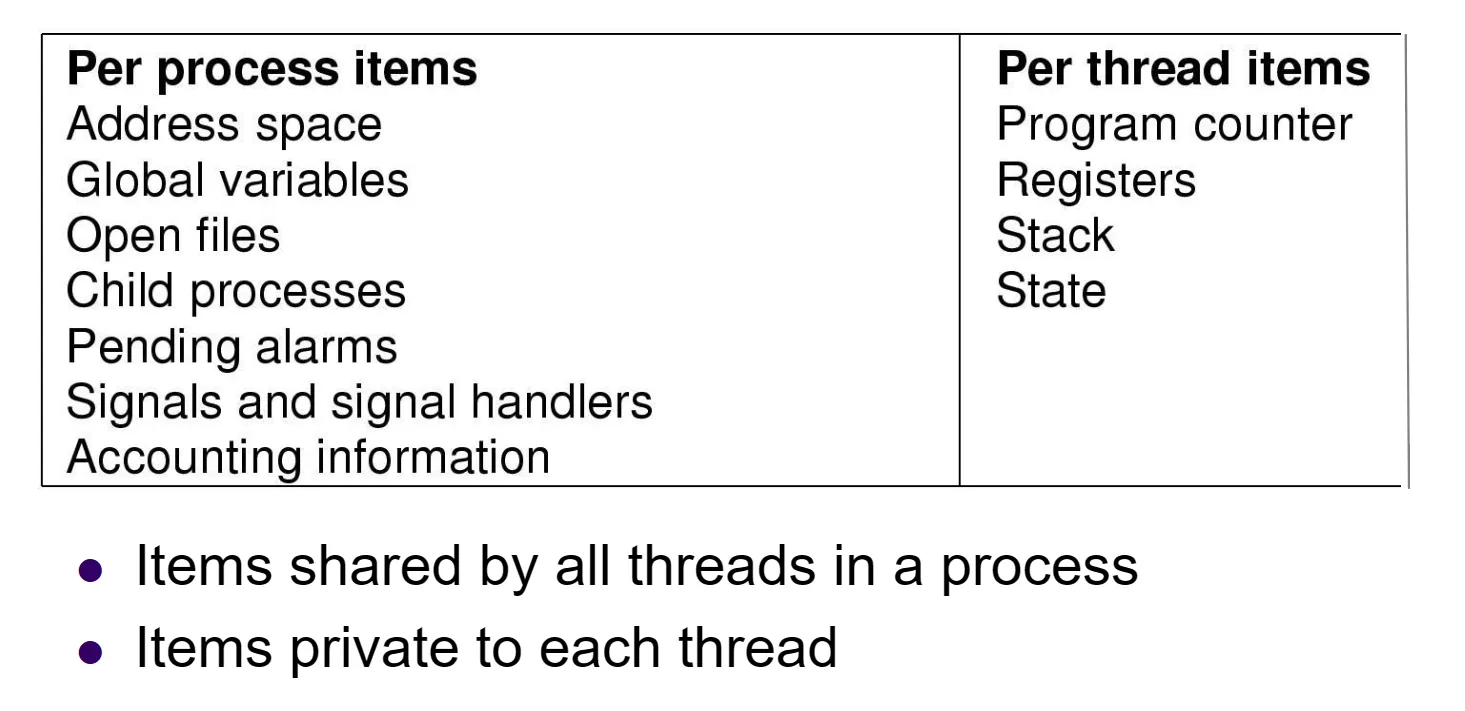 Per process items
Address space
Global variables
Open files
Child processes
Pending alarms
Signals and signal handlers
Accounting information
Per thread items
Program counter
Registers
Stack
State
● Items shared by all threads in a process
● Items private to each thread